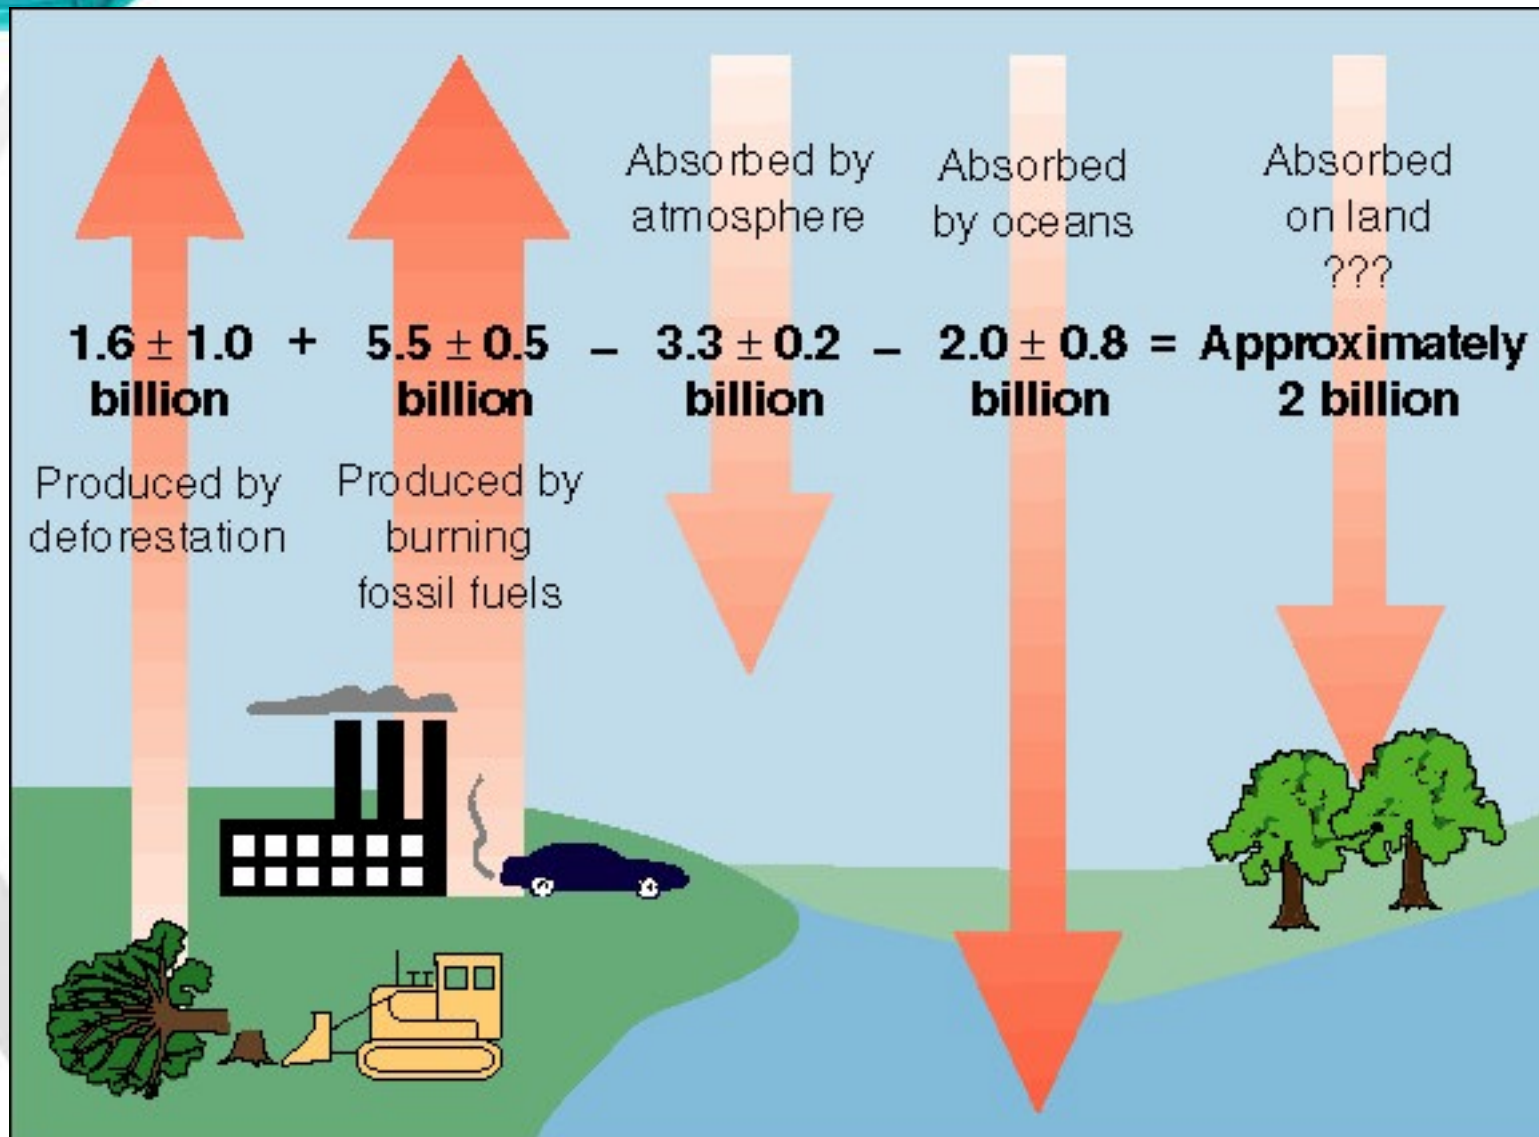 Absorbed by
atmosphere
Absorbed
by oceans
Absorbed
on land
???
1.6 ± 1.0 + 5.5 ± 0.5 – 3.3 ± 0.2 – 2.0 ± 0.8 = Approximately
billion billion billion billion 2 billion
Produced by
deforestation
Produced by
burning
fossil fuels